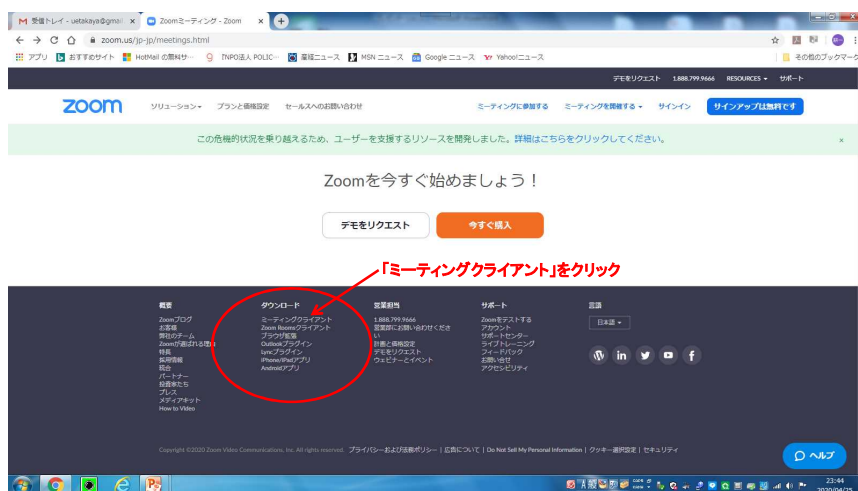 受信トレイ - uetakaya@gmail
Zoomミーティング - Zoom
zoom.us/jp-jp/meetings.html
アプリ おすすめサイト HotMail の無料サー… 『NPO法人 POLIC… 産経ニュース MSN ニュース Google ニュース Yahoo!ニュース その他のブックマーク
デモをリクエスト 1.888.799.9666 RESOURCES サポート
zoom ソリューション プランと価格設定 セールスへのお問い合わせ ミーティングに参加する ミーティングを開催する サインイン サインアップは無料です
この危機的状況を乗り越えるため、ユーザーを支援するリソースを開発しました。詳細はこちらをクリックしてください。 ×
Zoomを今すぐ始めましょう！
デモをリクエスト 今すぐ購入
「ミーティングクライアント」をクリック
概要
Zoomブログ
お客様
弊社のチーム
Zoomが選ばれる理由
特長
採用情報
統合
パートナー
投資家たち
プレス
メディアキット
How to Video
ダウンロード
ミーティングクライアント
Zoom Roomsクライアント
ブラウザ拡張
Outlookプラグイン
Lyncプラグイン
iPhone/iPadアプリ
Androidアプリ
営業担当
1.888.799.9666
営業部にお問い合わせくださ
い
計画と価格設定
デモをリクエスト
ウェビナーとイベント
サポート
Zoomをテストする
アカウント
サポートセンター
ライブトレーニング
フィードバック
お問い合せ
アクセシビリティ
言語
日本語
Copyright ©2020 Zoom Video Communications, Inc. All rights reserved. プライバシーおよび法務ポリシー | 広告について | Do Not Sell My Personal Information | クッキー選択設定 | セキュリティ
ヘルプ
23:44
2020/04/25